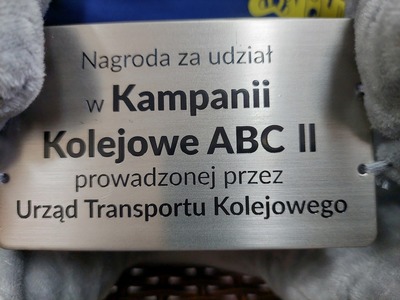 Nagroda za udział
w Kampanii
Kolejowe ABC II
prowadzonej przez
Urząd Transportu Kolejowego